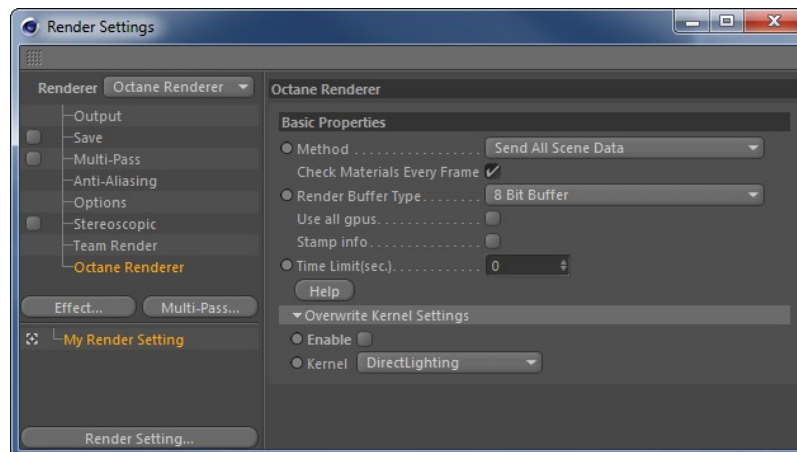 Render Settings
Renderer Octane Renderer
Output
Save
Multi-Pass
Anti-Aliasing
Options
Stereoscopic
Team Render
Octane Renderer
Effect... Multi-Pass...
My Render Setting
Render Setting...
Octane Renderer
Basic Properties
Method . . . . . . . . . . . . . . . . . Send All Scene Data
Check Materials Every Frame
Render Buffer Type . . . . . . . . 8 Bit Buffer
Use all gpus. . . . . . . . . . . . . .
Stamp info . . . . . . . . . . . . . . .
Time Limit(sec.). . . . . . . . . . . . 0
Help
Overwrite Kernel Settings
Enable
Kernel DirectLighting